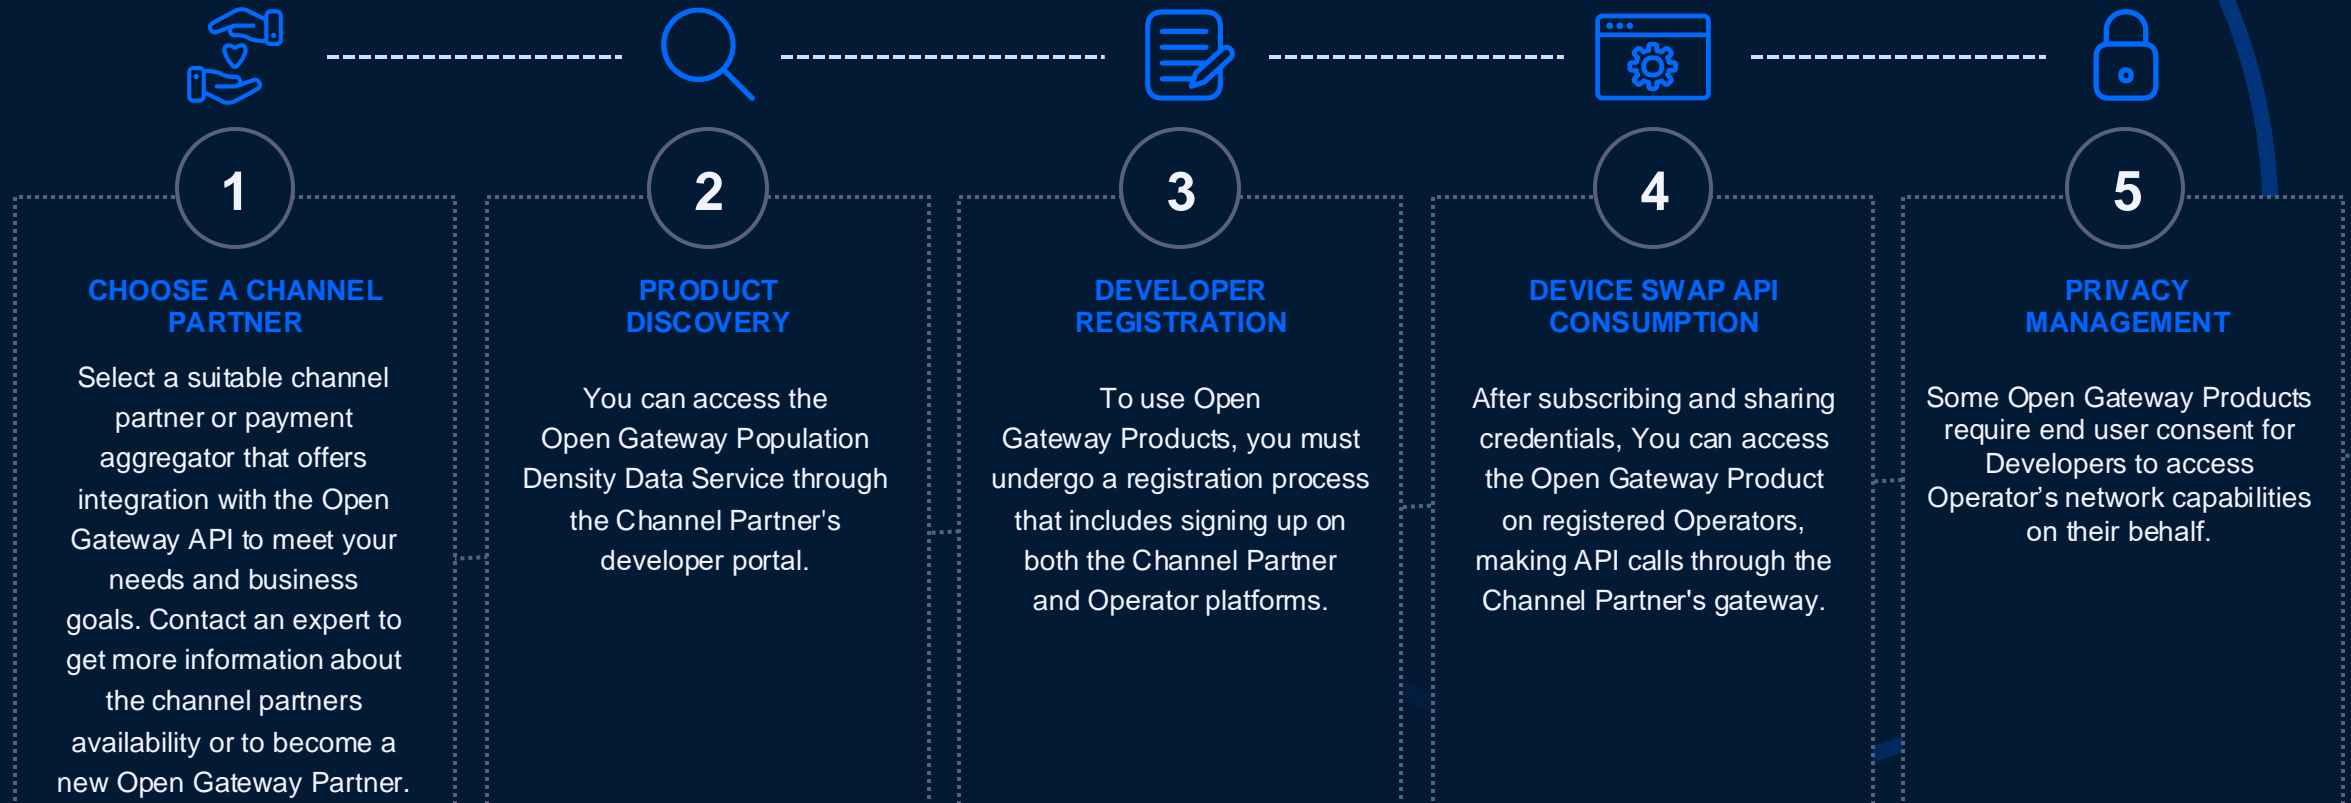 1
CHOOSE A CHANNEL
PARTNER
Select a suitable channel
partner or payment
aggregator that offers
integration with the Open
Gateway API to meet your
needs and business
goals. Contact an expert to
get more information about
the channel partners
availability or to become a
new Open Gateway Partner.
2
PRODUCT
DISCOVERY
You can access the
Open Gateway Population
Density Data Service through
the Channel Partner's
developer portal.
3
DEVELOPER
REGISTRATION
To use Open
Gateway Products, you must
undergo a registration process
that includes signing up on
both the Channel Partner
and Operator platforms.
4
DEVICE SWAP API
CONSUMPTION
After subscribing and sharing
credentials, You can access
the Open Gateway Product
on registered Operators,
making API calls through the
Channel Partner's gateway.
5
PRIVACY
MANAGEMENT
Some Open Gateway Products
require end user consent for
Developers to access
Operator’s network capabilities
on their behalf.